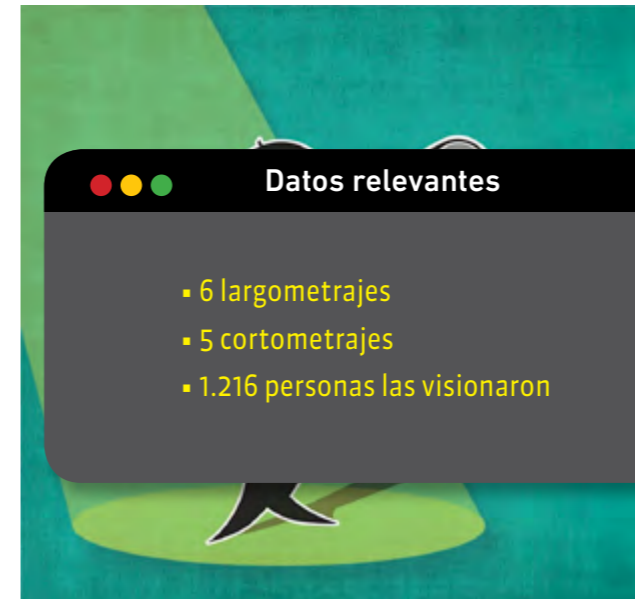 Datos relevantes
▪ 6 largometrajes
▪ 5 cortometrajes
▪ 1.216 personas las visionaron